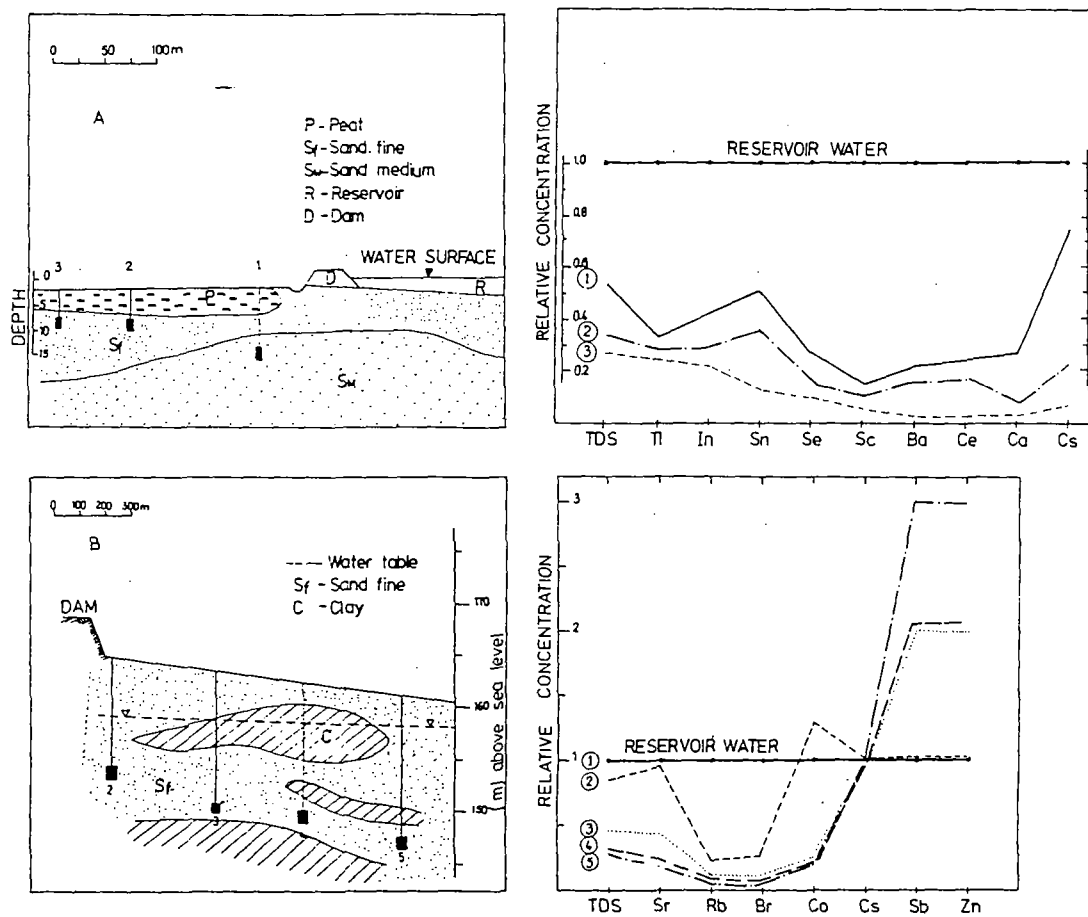 0 50 100m
A
P - Peat
Sf - Sand. fine
SM - Sand medium
R - Reservoir
D - Dam
WATER SURFACE
3 2 1
D
R
P
0
5
10
15
DEPTH
Sf
SM
RELATIVE CONCENTRATION
RESERVOIR WATER
1.0
0.8
0.6
0.4
0.2
1
2
3
TDS Tl In Sn Se Sc Ba Ce Ca Cs
0 100 200 300m
B
--- Water table
Sf - Sand fine
C - Clay
DAM
170
160
150
(m) above sea level
C
Sf
2
3
5
RELATIVE CONCENTRATION
3
2
1
RESERVOIR WATER
1
2
3
4
5
TDS Sr Rb Br Co Cs Sb Zn